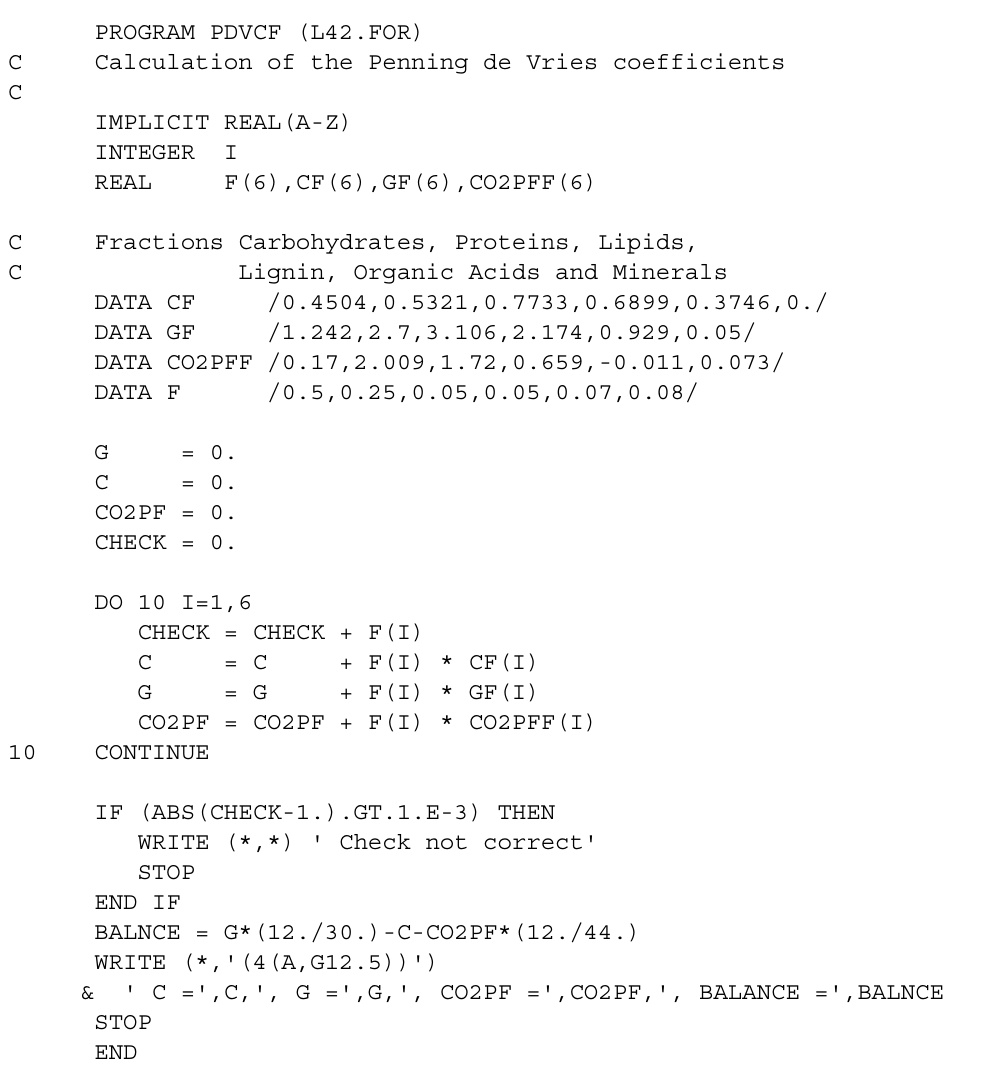 PROGRAM PDVCF (L42.FOR)
C     Calculation of the Penning de Vries coefficients
C
      IMPLICIT REAL(A-Z)
      INTEGER  I
      REAL     F(6),CF(6),GF(6),CO2PFF(6)

C     Fractions Carbohydrates, Proteins, Lipids,
C               Lignin, Organic Acids and Minerals
      DATA CF     /0.4504,0.5321,0.7733,0.6899,0.3746,0./
      DATA GF     /1.242,2.7,3.106,2.174,0.929,0.05/
      DATA CO2PFF /0.17,2.009,1.72,0.659,-0.011,0.073/
      DATA F      /0.5,0.25,0.05,0.05,0.07,0.08/

      G     = 0.
      C     = 0.
      CO2PF = 0.
      CHECK = 0.

      DO 10 I=1,6
         CHECK = CHECK + F(I)
         C     = C     + F(I) * CF(I)
         G     = G     + F(I) * GF(I)
         CO2PF = CO2PF + F(I) * CO2PFF(I)
10    CONTINUE

      IF (ABS(CHECK-1.).GT.1.E-3) THEN
         WRITE (*,*) ' Check not correct'
         STOP
      END IF
      BALNCE = G*(12./30.)-C-CO2PF*(12./44.)
      WRITE (*,'(4(A,G12.5))')
     &  ' C =',C,', G =',G,', CO2PF =',CO2PF,', BALANCE =',BALNCE
      STOP
      END